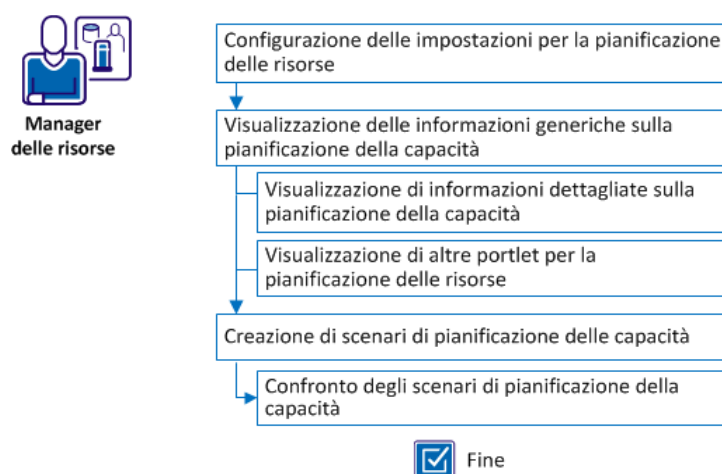 Manager
delle risorse
Configurazione delle impostazioni per la pianificazione
delle risorse
Visualizzazione delle informazioni generiche sulla
pianificazione della capacità
Visualizzazione di informazioni dettagliate sulla
pianificazione della capacità
Visualizzazione di altre portlet per la
pianificazione delle risorse
Creazione di scenari di pianificazione delle capacità
Confronto degli scenari di pianificazione della
capacità
Fine